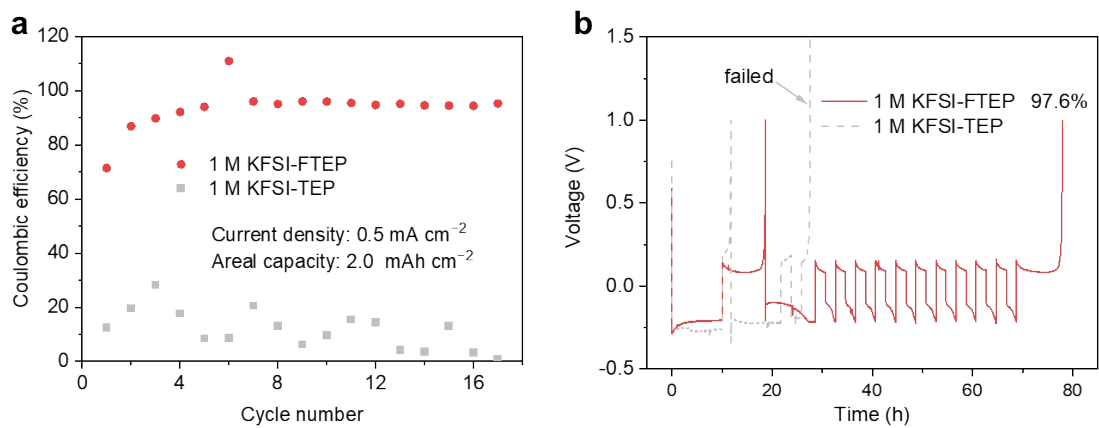 a
120
100
80
60
40
20
0
Coulombic efficiency (%)
1 M KFSI-FTEP
1 M KFSI-TEP
Current density: 0.5 mA cm⁻²
Areal capacity: 2.0 mAh cm⁻²
0 4 8 12 16
Cycle number
b
1.5
1.0
0.5
0.0
-0.5
Voltage (V)
failed
1 M KFSI-FTEP 97.6%
1 M KFSI-TEP
0 20 40 60 80
Time (h)